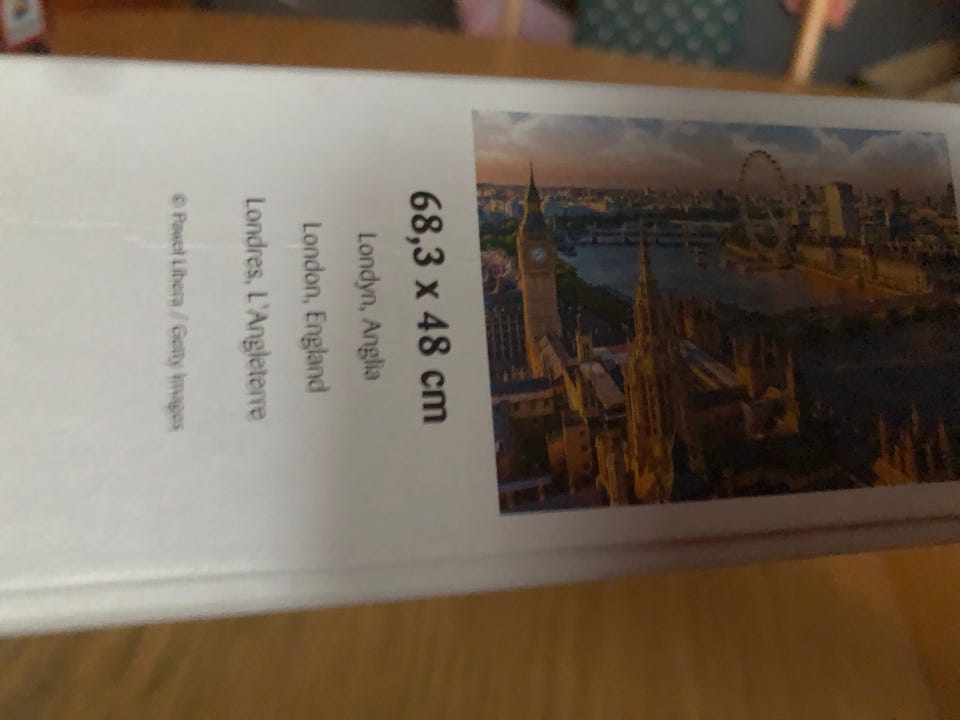 68,3 x 48 cm
Londyn, Anglia
London, England
Londres, L'Angleterre
© Pawel Libera / Getty Images